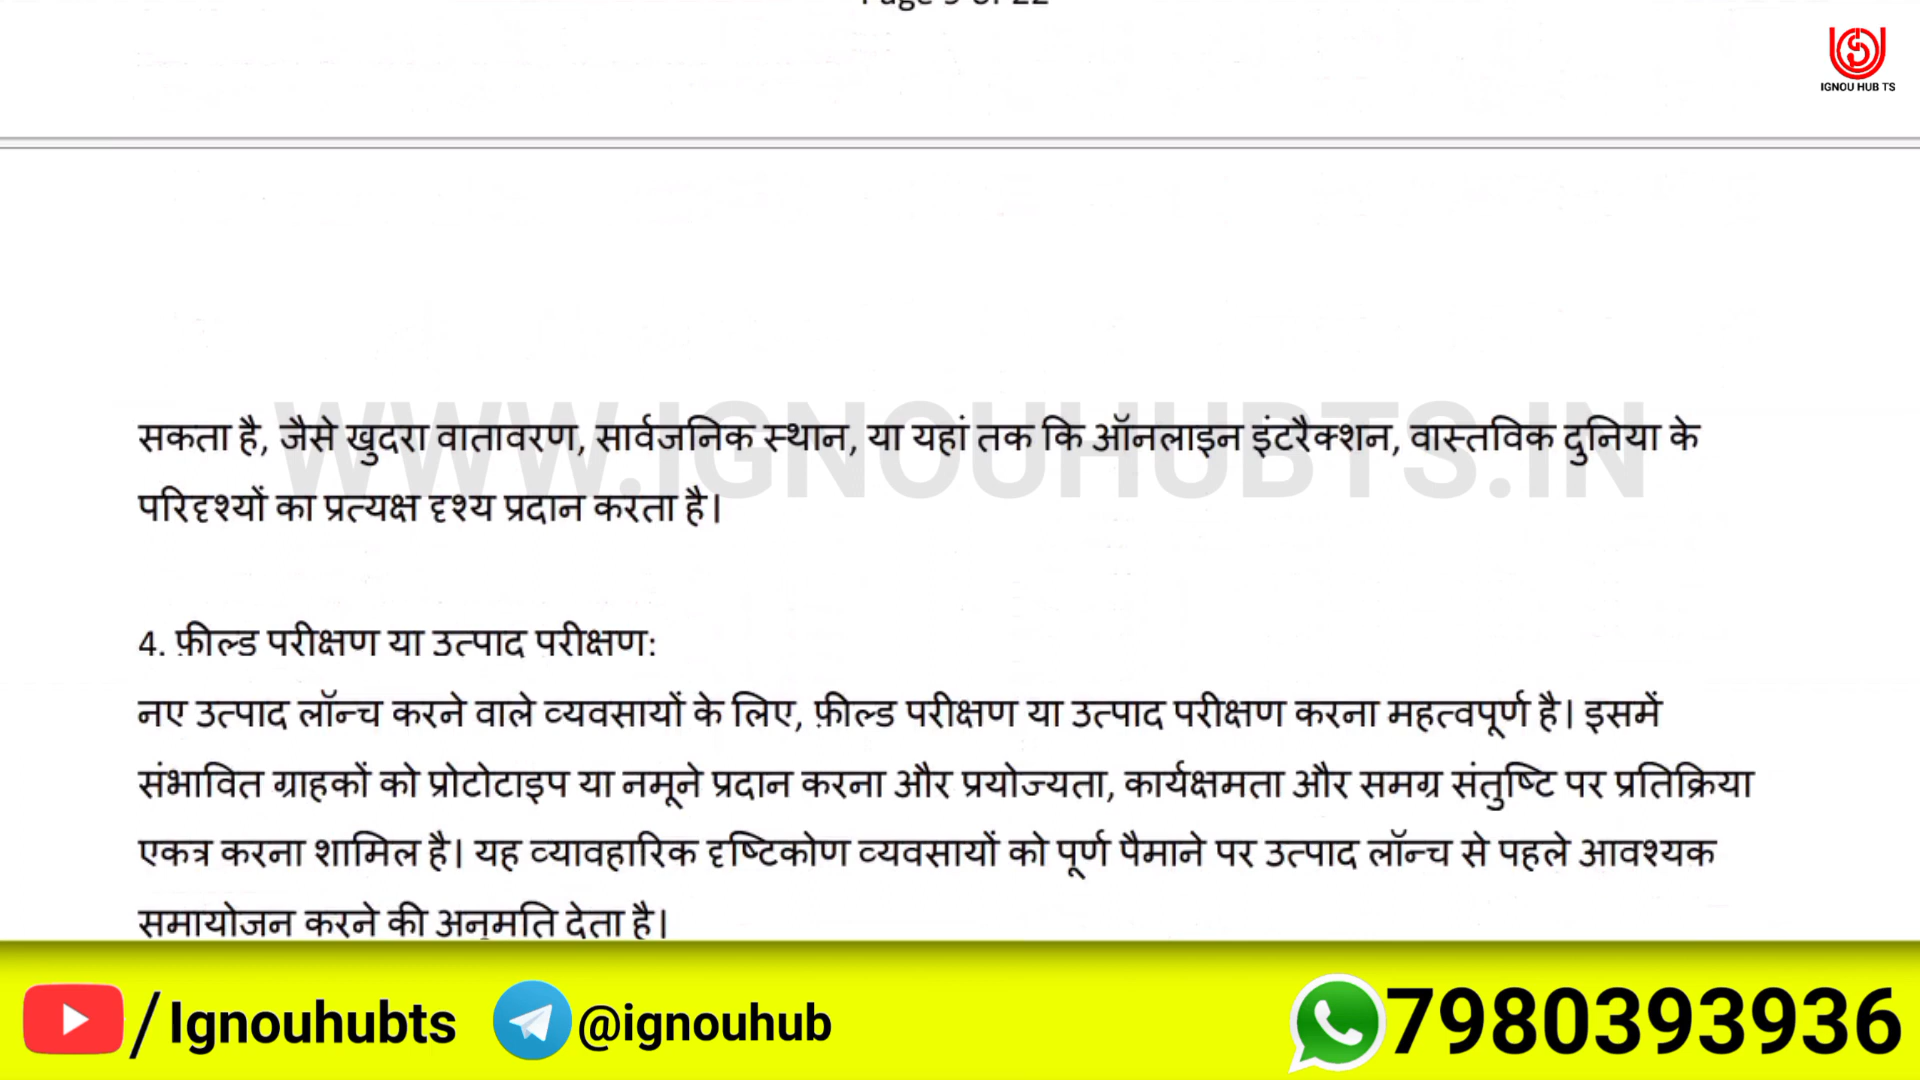 IGNOU HUB TS
WWW.IGNOUHUBTS.IN
सकता है, जैसे खुदरा वातावरण, सार्वजनिक स्थान, या यहां तक कि ऑनलाइन इंटरैक्शन, वास्तविक दुनिया के
परिदृश्यों का प्रत्यक्ष दृश्य प्रदान करता है।
4. फ़ील्ड परीक्षण या उत्पाद परीक्षण:
नए उत्पाद लॉन्च करने वाले व्यवसायों के लिए, फ़ील्ड परीक्षण या उत्पाद परीक्षण करना महत्वपूर्ण है। इसमें
संभावित ग्राहकों को प्रोटोटाइप या नमूने प्रदान करना और प्रयोज्यता, कार्यक्षमता और समग्र संतुष्टि पर प्रतिक्रिया
एकत्र करना शामिल है। यह व्यावहारिक दृष्टिकोण व्यवसायों को पूर्ण पैमाने पर उत्पाद लॉन्च से पहले आवश्यक
समायोजन करने की अनुमति देता है।
/Ignouhubts @ignouhub 7980393936